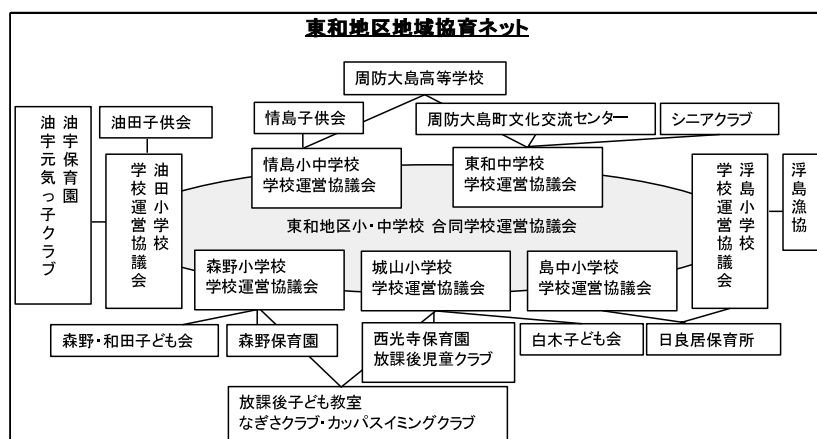 東和地区地域協育ネット
周防大島高等学校
油田子供会
情島子供会
周防大島町文化交流センター
シニアクラブ
油宇保育園
油宇元気っ子クラブ
油田小学校
学校運営協議会
情島小中学校
学校運営協議会
東和中学校
学校運営協議会
浮島小学校
学校運営協議会
浮島漁協
東和地区小・中学校 合同学校運営協議会
森野小学校
学校運営協議会
城山小学校
学校運営協議会
島中小学校
学校運営協議会
森野・和田子ども会
森野保育園
西光寺保育園
放課後児童クラブ
白木子ども会
日良居保育所
放課後子ども教室
なぎさクラブ・カッパスイミングクラブ